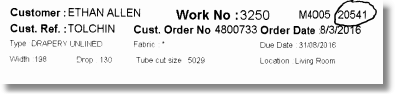 Customer : ETHAN ALLEN Work No : 3250 M4005 20541
Cust. Ref. : TOLCHIN Cust. Order No 4800733 Order Date : 8/3/2016
Type DRAPERY UNLINED Fabric : * Due Date : 31/08/2016
Width 198 Drop 130 Tube cut size 5029 Location Living Room